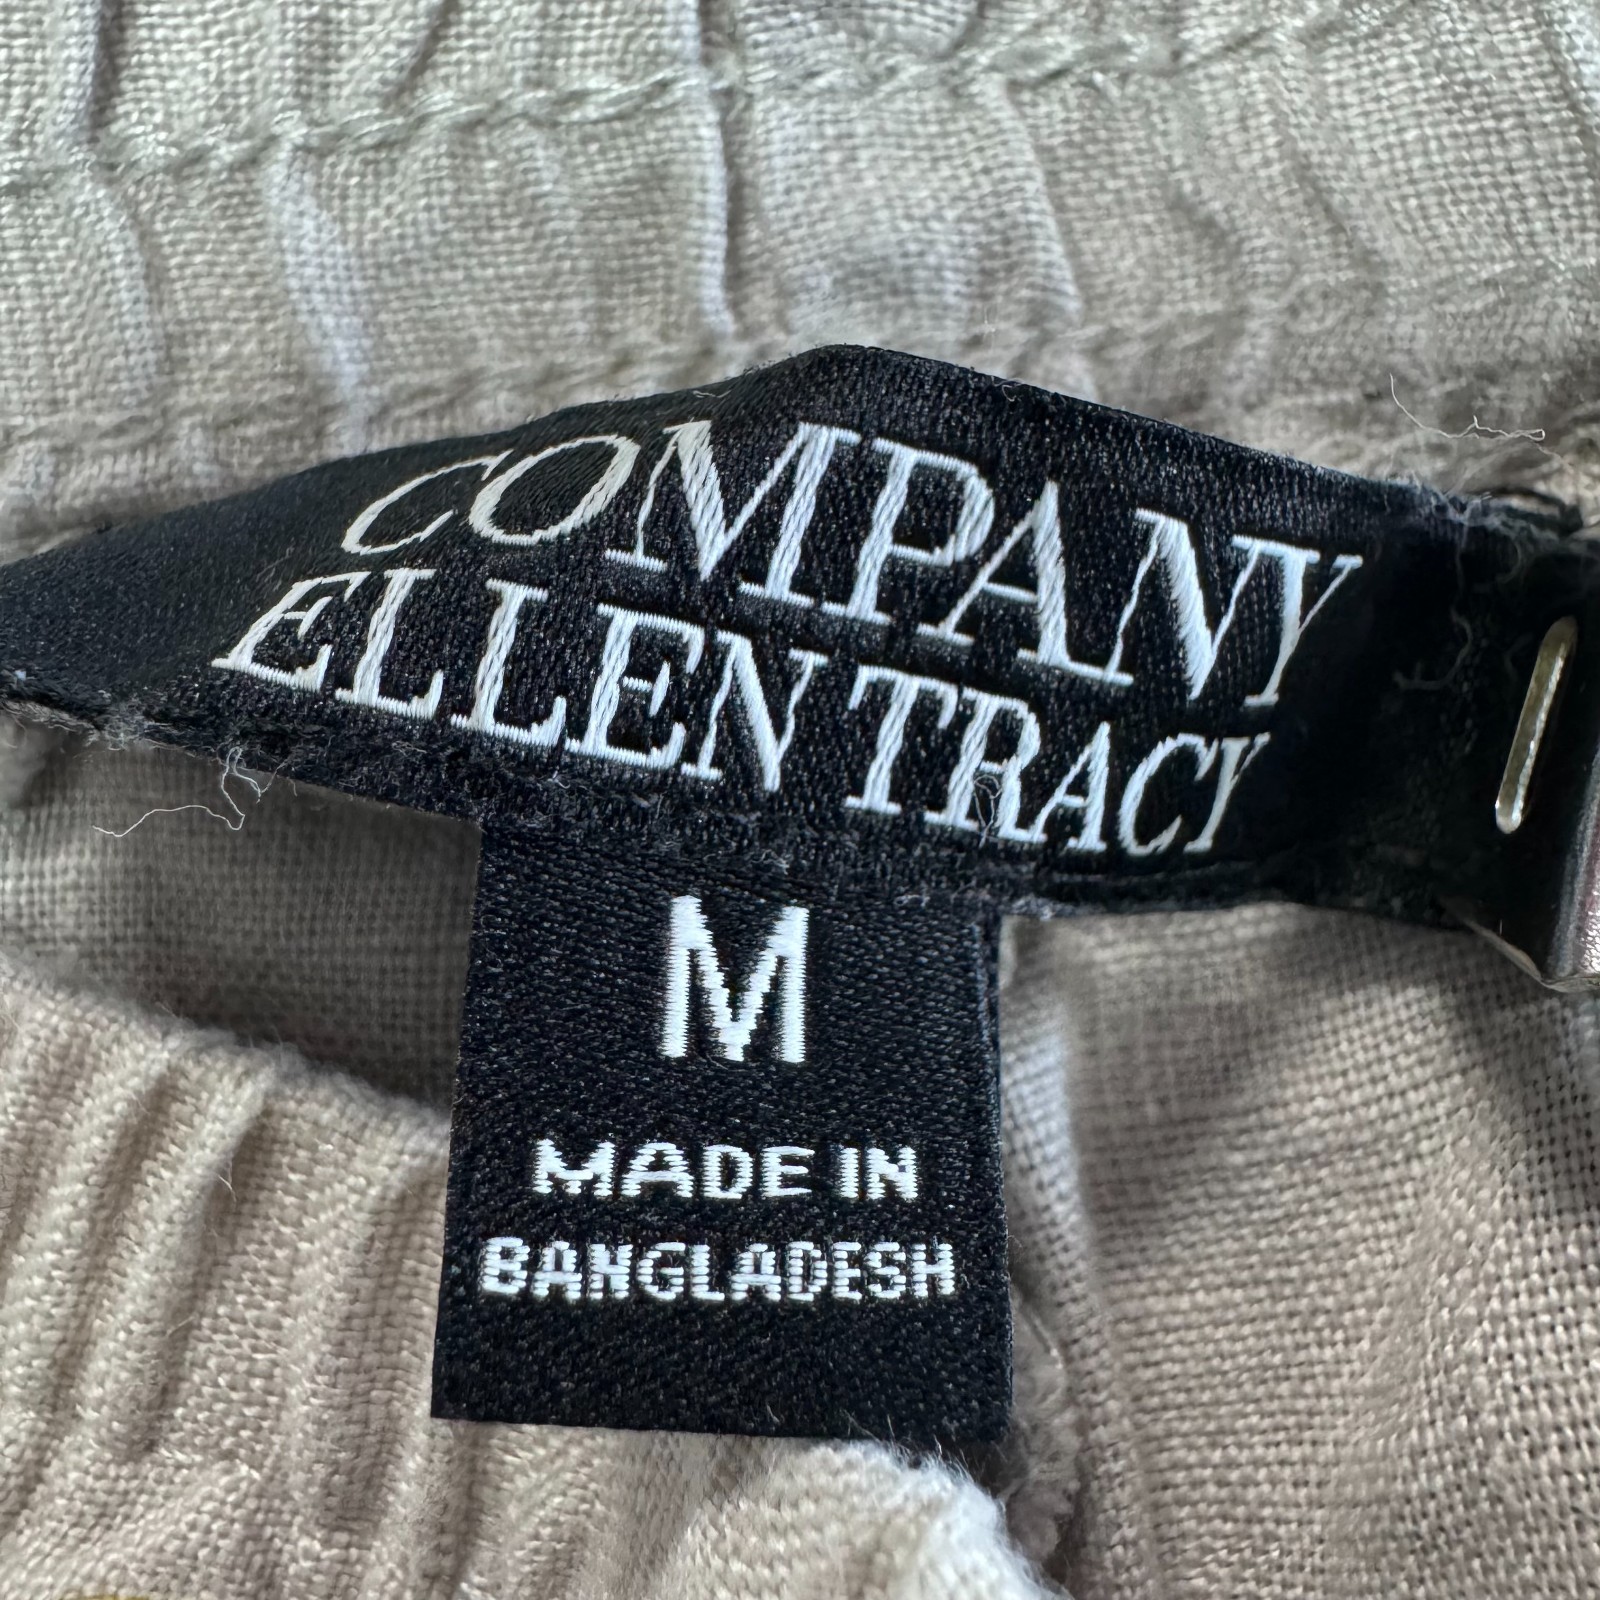 COMPANY
ELLEN TRACY
M
MADE IN
BANGLADESH